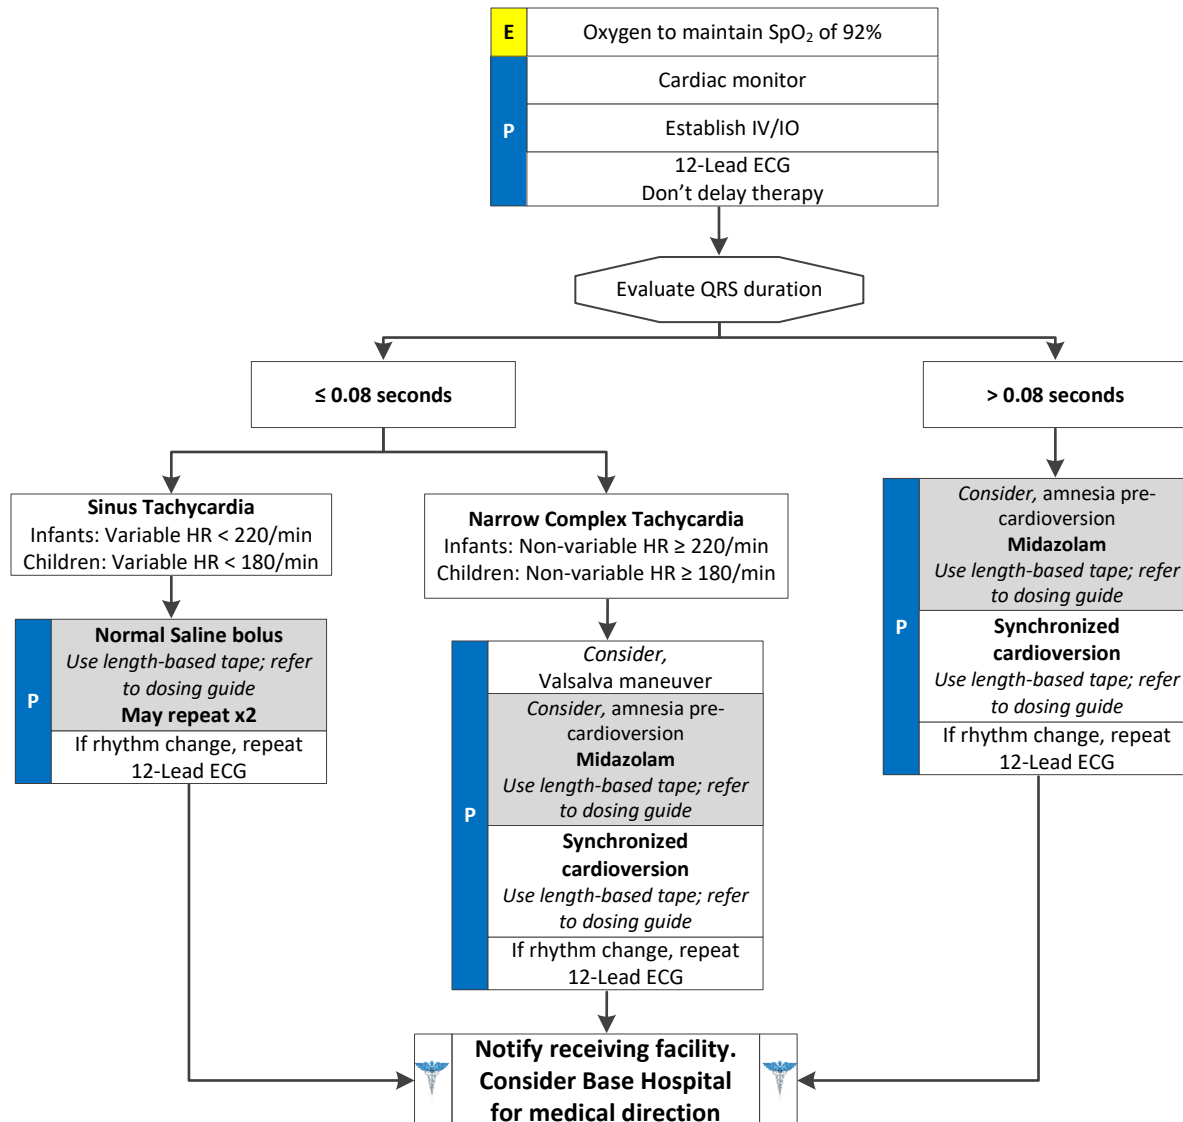 E
Oxygen to maintain SpO₂ of 92%
P
Cardiac monitor
Establish IV/IO
12-Lead ECG
Don’t delay therapy
Evaluate QRS duration
≤ 0.08 seconds
> 0.08 seconds
Sinus Tachycardia
Infants: Variable HR < 220/min
Children: Variable HR < 180/min
Narrow Complex Tachycardia
Infants: Non-variable HR ≥ 220/min
Children: Non-variable HR ≥ 180/min
P
Consider, amnesia pre-
cardioversion
Midazolam
Use length-based tape; refer
to dosing guide
Synchronized
cardioversion
Use length-based tape; refer
to dosing guide
If rhythm change, repeat
12-Lead ECG
P
Normal Saline bolus
Use length-based tape; refer
to dosing guide
May repeat x2
If rhythm change, repeat
12-Lead ECG
P
Consider,
Valsalva maneuver
Consider, amnesia pre-
cardioversion
Midazolam
Use length-based tape; refer
to dosing guide
Synchronized
cardioversion
Use length-based tape; refer
to dosing guide
If rhythm change, repeat
12-Lead ECG
Notify receiving facility.
Consider Base Hospital
for medical direction